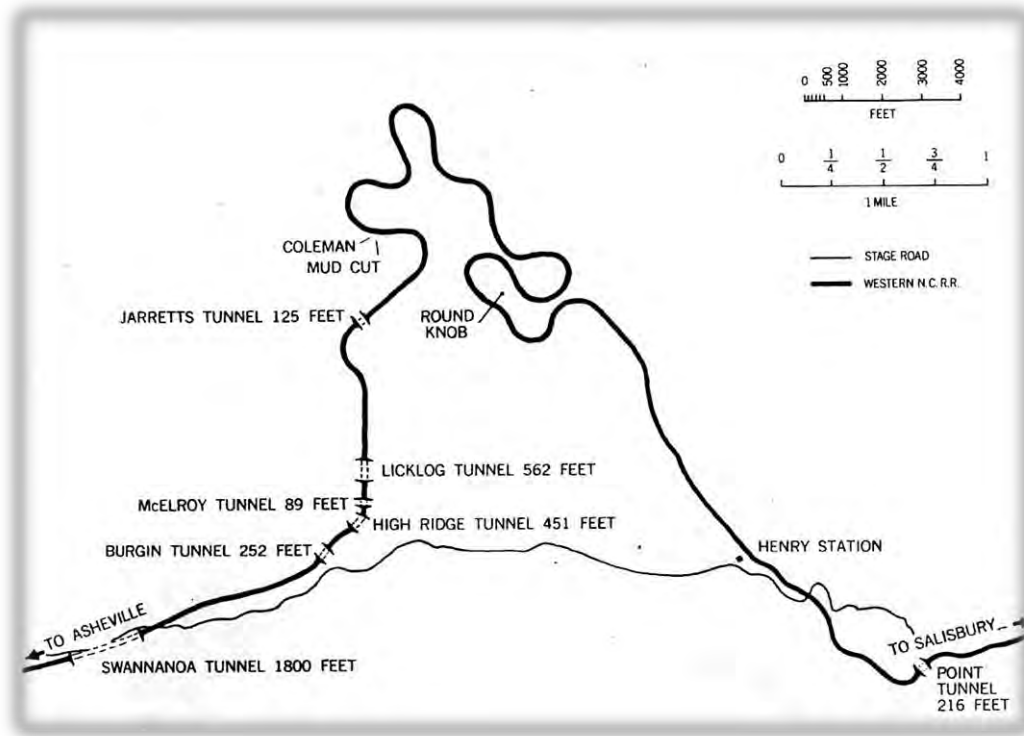 0
500
1000
2000
3000
4000
FEET
0
1/4
1/2
3/4
1
1 MILE
STAGE ROAD
WESTERN N.C.R.R.
COLEMAN
MUD CUT
JARRETTS TUNNEL 125 FEET
ROUND
KNOB
LICKLOG TUNNEL 562 FEET
McELROY TUNNEL 89 FEET
HIGH RIDGE TUNNEL 451 FEET
BURGIN TUNNEL 252 FEET
HENRY STATION
TO ASHEVILLE
TO SALISBURY
SWANNANOA TUNNEL 1800 FEET
POINT
TUNNEL
216 FEET